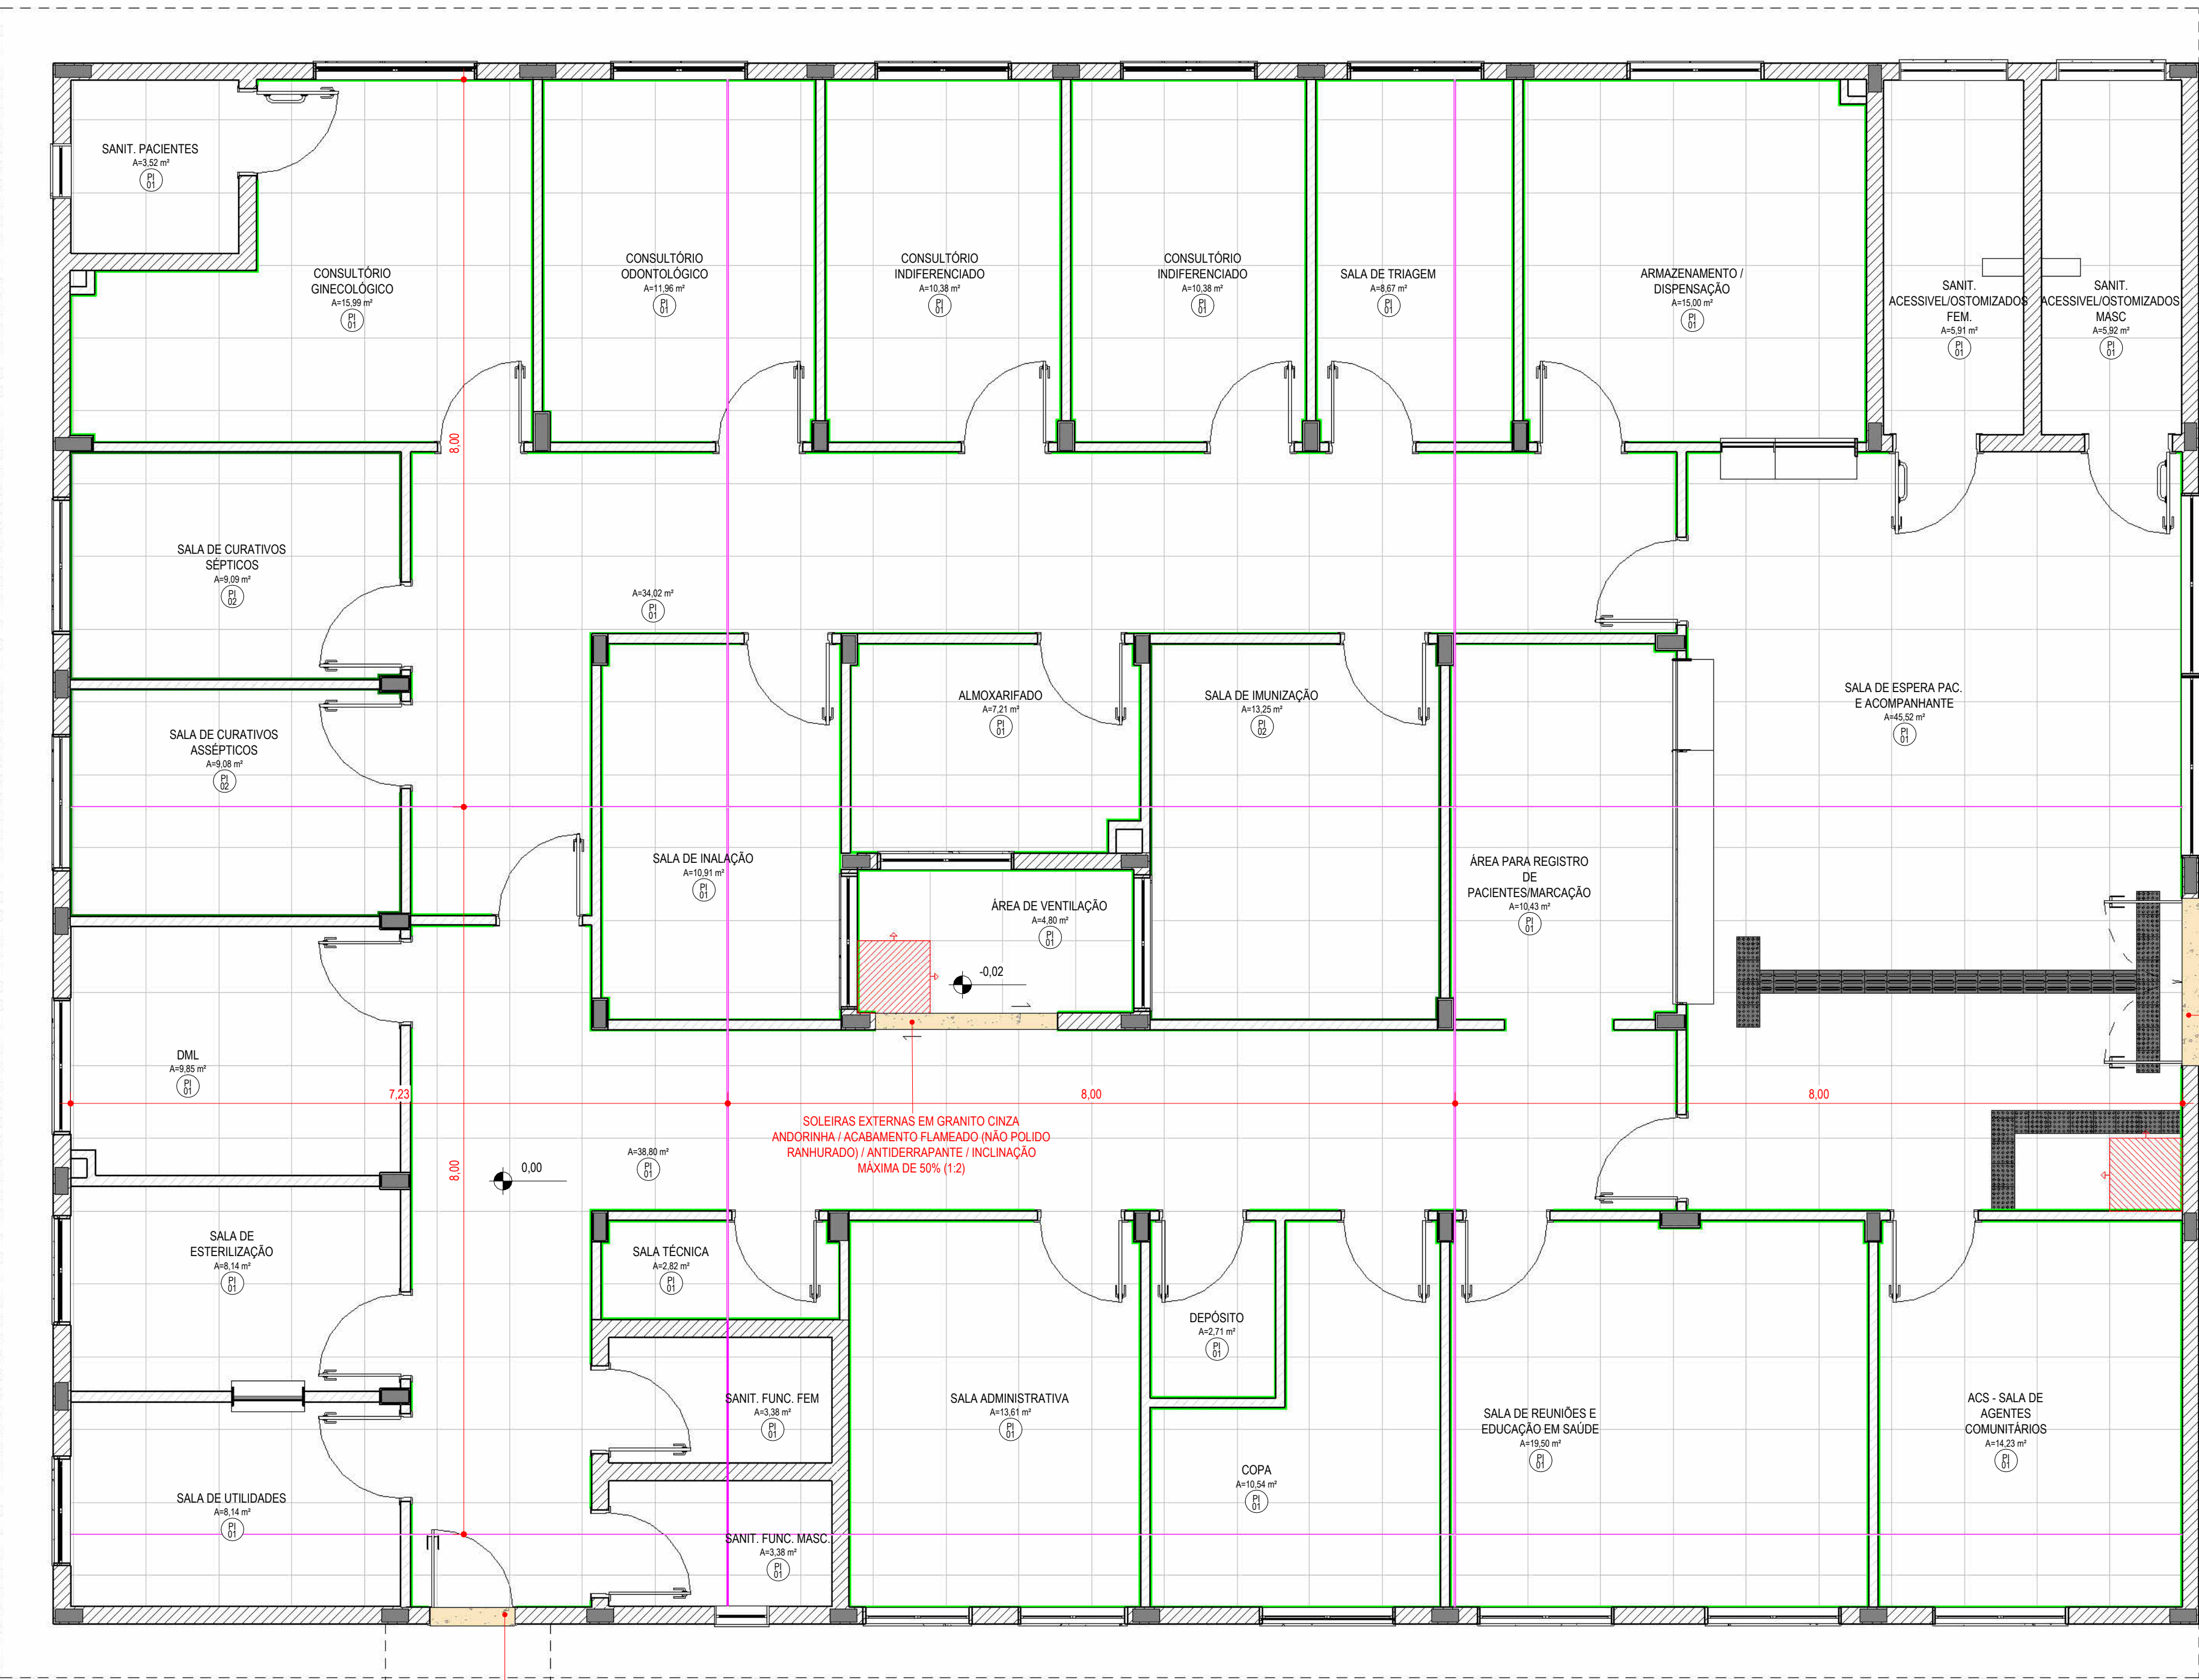 SANIT. PACIENTES
A=3,52 m²
PI
01
CONSULTÓRIO
GINECOLÓGICO
A=15,99 m²
PI
01
CONSULTÓRIO
ODONTOLÓGICO
A=11,96 m²
PI
01
CONSULTÓRIO
INDIFERENCIADO
A=10,38 m²
PI
01
CONSULTÓRIO
INDIFERENCIADO
A=10,38 m²
PI
01
SALA DE TRIAGEM
A=8,67 m²
PI
01
ARMAZENAMENTO /
DISPENSAÇÃO
A=15,00 m²
PI
01
SANIT.
ACESSIVEL/OSTOMIZADOS
FEM.
A=5,91 m²
PI
01
SANIT.
ACESSIVEL/OSTOMIZADOS
MASC
A=5,92 m²
PI
01
8,00
SALA DE CURATIVOS
SÉPTICOS
A=9,09 m²
PI
02
A=34,02 m²
PI
01
SALA DE CURATIVOS
ASSÉPTICOS
A=9,08 m²
PI
02
ALMOXARIFADO
A=7,21 m²
PI
01
SALA DE IMUNIZAÇÃO
A=13,25 m²
PI
02
SALA DE ESPERA PAC.
E ACOMPANHANTE
A=45,52 m²
PI
01
SALA DE INALAÇÃO
A=10,91 m²
PI
01
ÁREA DE VENTILAÇÃO
A=4,80 m²
PI
01
-0,02
ÁREA PARA REGISTRO
DE
PACIENTES/MARCAÇÃO
A=10,43 m²
PI
01
DML
A=9,85 m²
PI
01
7,23
8,00
8,00
SOLEIRAS EXTERNAS EM GRANITO CINZA
ANDORINHA / ACABAMENTO FLAMEADO (NÃO POLIDO
RANHURADO) / ANTIDERRAPANTE / INCLINAÇÃO
MÁXIMA DE 50% (1:2)
8,00
0,00
A=38,80 m²
PI
01
SALA DE
ESTERILIZAÇÃO
A=8,14 m²
PI
01
SALA TÉCNICA
A=2,82 m²
PI
01
DEPÓSITO
A=2,71 m²
PI
01
SANIT. FUNC. FEM
A=3,38 m²
PI
01
SALA ADMINISTRATIVA
A=13,61 m²
PI
01
SALA DE REUNIÕES E
EDUCAÇÃO EM SAÚDE
A=19,50 m²
PI
01
ACS - SALA DE
AGENTES
COMUNITÁRIOS
A=14,23 m²
PI
01
COPA
A=10,54 m²
PI
01
SALA DE UTILIDADES
A=8,14 m²
PI
01
SANIT. FUNC. MASC.
A=3,38 m²
PI
01